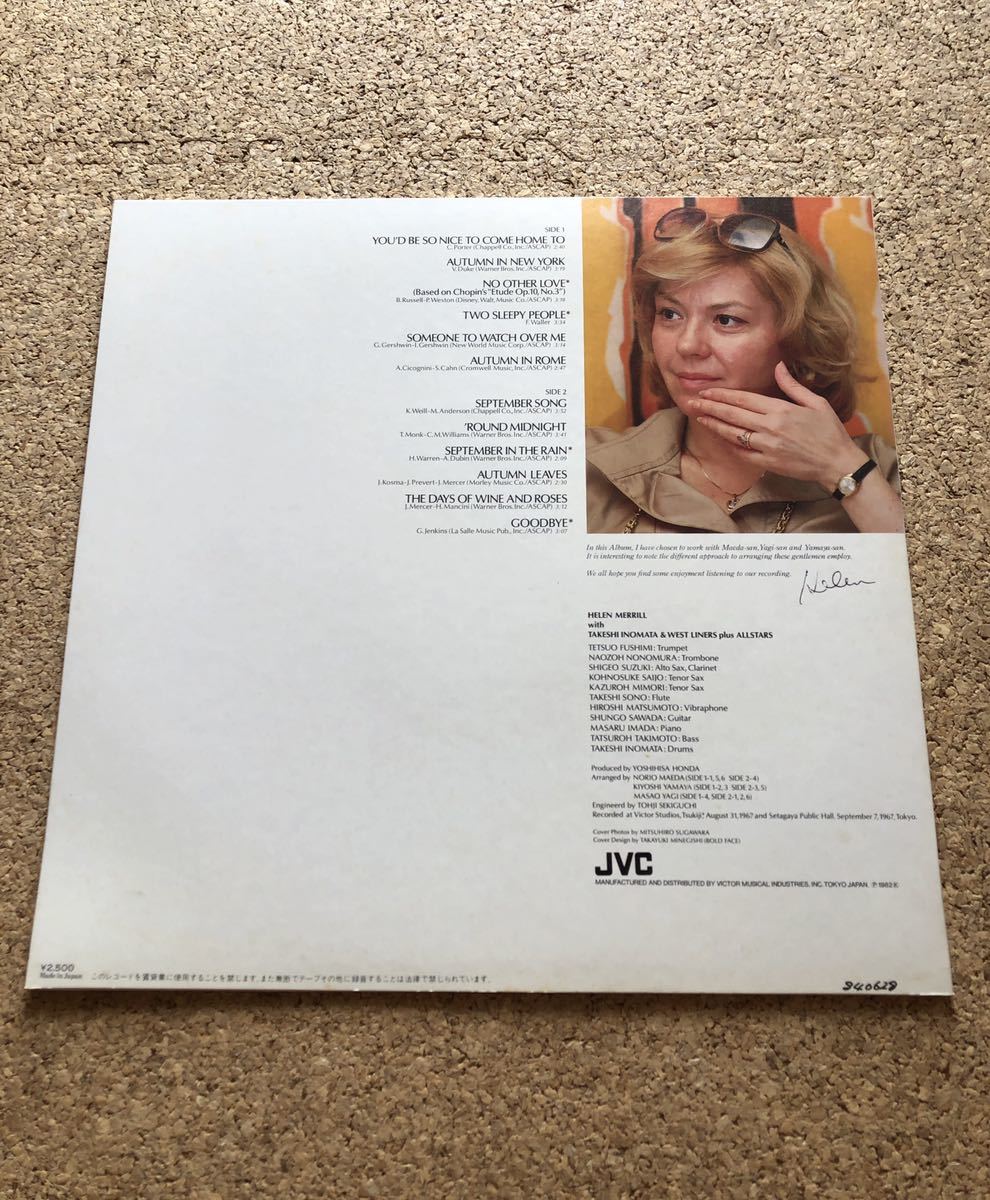 SIDE 1
YOU'D BE SO NICE TO COME HOME TO
C. Porter (Chappell Co., Inc./ASCAP) 2:40
AUTUMN IN NEW YORK
V. Duke (Warner Bros. Inc./ASCAP) 3:19
NO OTHER LOVE*
(Based on Chopin's "Etude Op.10, No.3")
B. Russell-P. Weston (Disney, Walt, Music Co./ASCAP) 3:18
TWO SLEEPY PEOPLE*
F. Waller 3:34
SOMEONE TO WATCH OVER ME
G. Gershwin-I. Gershwin (New World Music Corp./ASCAP) 3:14
AUTUMN IN ROME
A. Cicognini-S. Cahn (Cromwell Music, Inc./ASCAP) 2:47
SIDE 2
SEPTEMBER SONG
K. Weill-M. Anderson (Chappell Co., Inc./ASCAP) 3:32
'ROUND MIDNIGHT
T. Monk-C.M. Williams (Warner Bros. Inc./ASCAP) 3:41
SEPTEMBER IN THE RAIN*
H. Warren-A. Dubin (Warner Bros. Inc./ASCAP) 2:09
AUTUMN LEAVES
J. Kosma-J. Prevert-J. Mercer (Morley Music Co./ASCAP) 2:30
THE DAYS OF WINE AND ROSES
J. Mercer-H. Mancini (Warner Bros. Inc./ASCAP) 3:12
GOODBYE*
G. Jenkins (La Salle Music Pub., Inc./ASCAP) 3:07
In this Album, I have chosen to work with Maeda-san, Yagi-san and Yamaya-san.
It is interesting to note the different approach to arranging these gentlemen employ.
We all hope you find some enjoyment listening to our recording.
Helen
HELEN MERRILL
with
TAKESHI INOMATA & WEST LINERS plus ALLSTARS
TETSUO FUSHIMI : Trumpet
NAOZOH NONOMURA : Trombone
SHIGEO SUZUKI : Alto Sax, Clarinet
KOHNOSUKE SAIJO : Tenor Sax
KAZUROH MIMORI : Tenor Sax
TAKESHI SONO : Flute
HIROSHI MATSUMOTO : Vibraphone
SHUNGO SAWADA : Guitar
MASARU IMADA : Piano
TATSUROH TAKIMOTO : Bass
TAKESHI INOMATA : Drums
Produced by YOSHIHISA HONDA
Arranged by NORIO MAEDA (SIDE 1-1, 5, 6 SIDE 2-4)
KIYOSHI YAMAYA (SIDE 1-2, 3 SIDE 2-3, 5)
MASAO YAGI (SIDE 1-4, SIDE 2-1, 2, 6)
Engineerd by TOHJI SEKIGUCHI
Recorded at Victor Studios, Tsukiji,* August 31, 1967 and Setagaya Public Hall. September 7, 1967, Tokyo.
Cover Photos by MITSUHIRO SUGAWARA
Cover Design by TAKAYUKI MINEGISHI (BOLD FACE)
JVC
MANUFACTURED AND DISTRIBUTED BY VICTOR MUSICAL INDUSTRIES, INC. TOKYO JAPAN. Ⓟ 1982 K
¥2,500
Made in Japan このレコードを賃貸業に使用することを禁じます。また無断でテープその他に録音することは法律で禁じられています。
840628